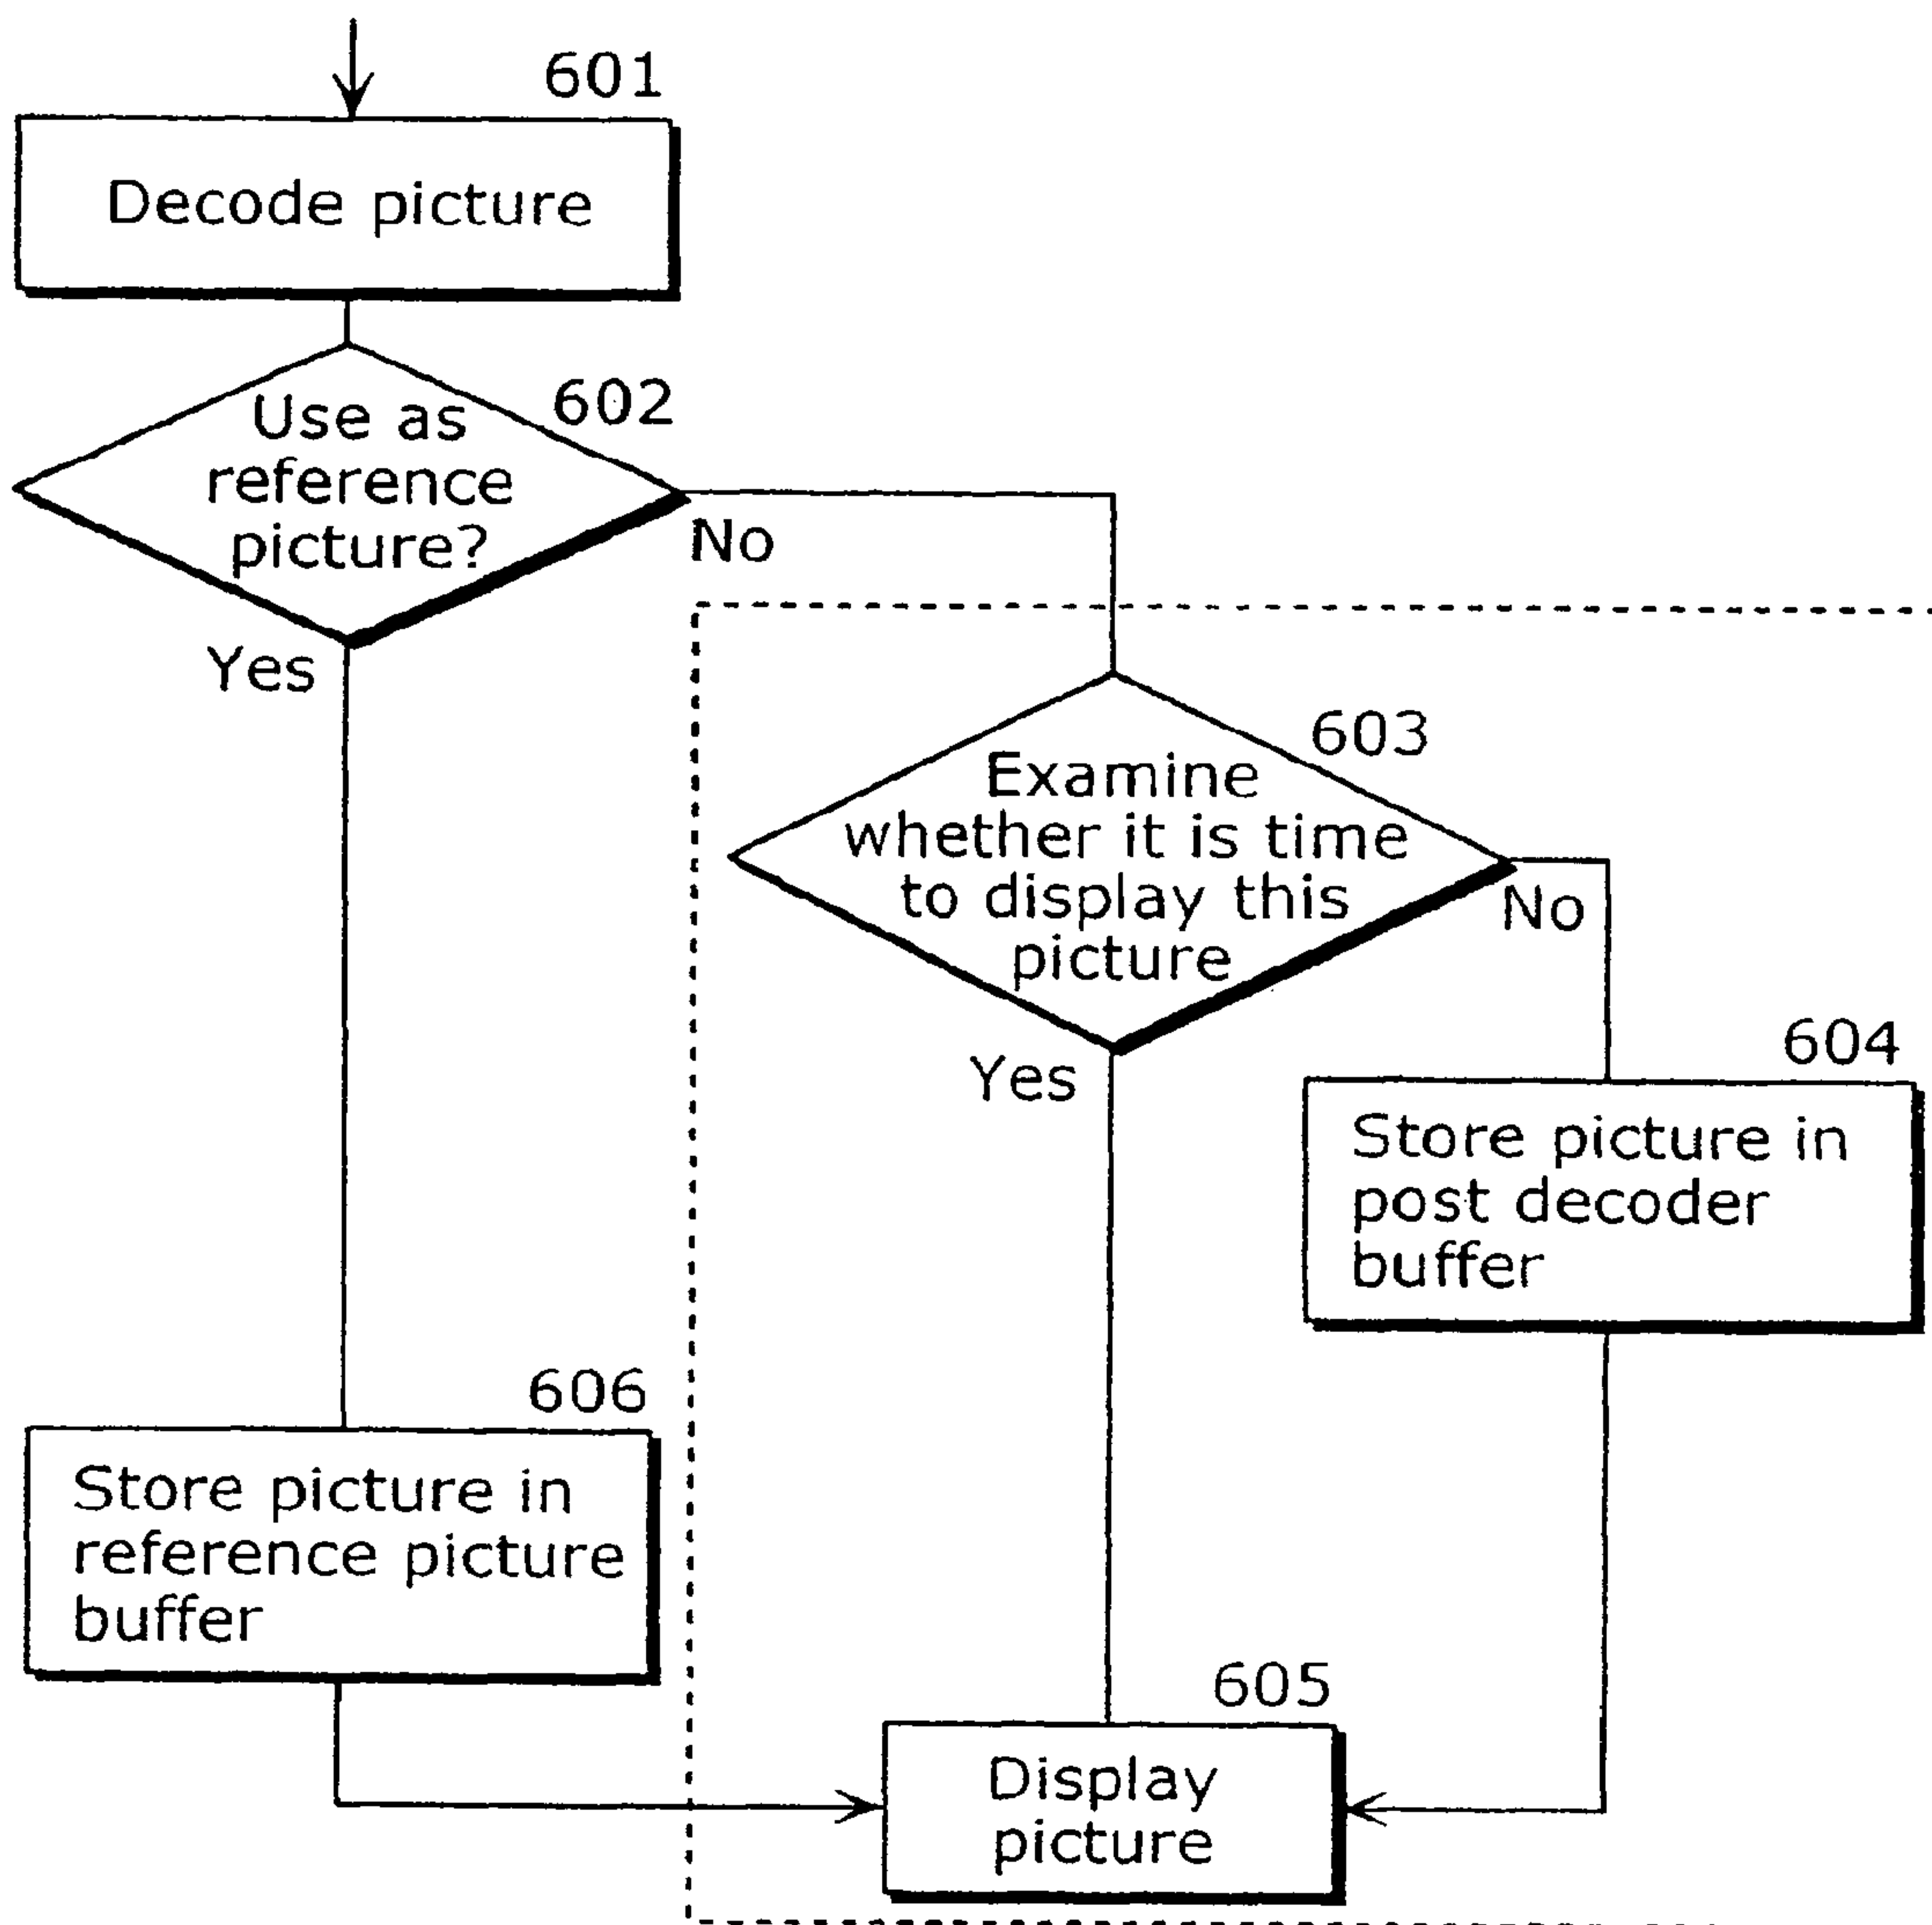 601
Decode picture
602
Use as
reference
picture?
No
Yes
603
Examine
whether it is time
to display this
picture
No
Yes
604
Store picture in
post decoder
buffer
606
Store picture in
reference picture
buffer
605
Display
picture